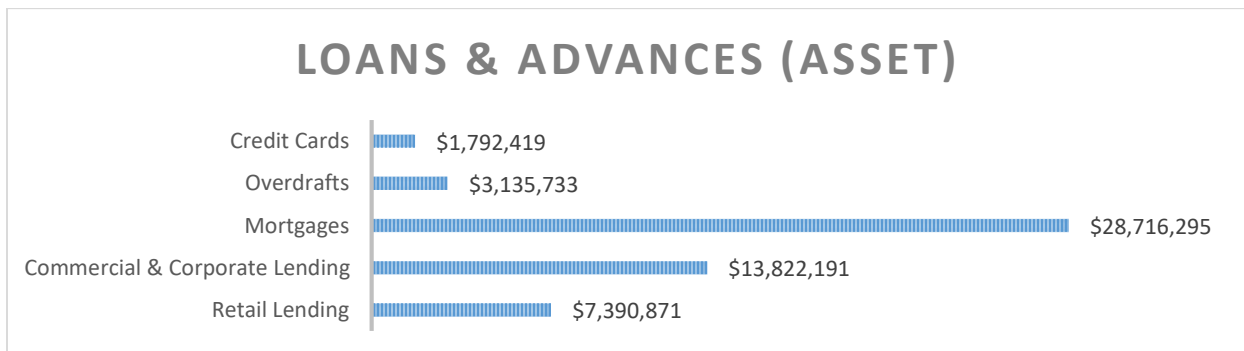 LOANS & ADVANCES (ASSET)
Credit Cards $1,792,419
Overdrafts $3,135,733
Mortgages $28,716,295
Commercial & Corporate Lending $13,822,191
Retail Lending $7,390,871